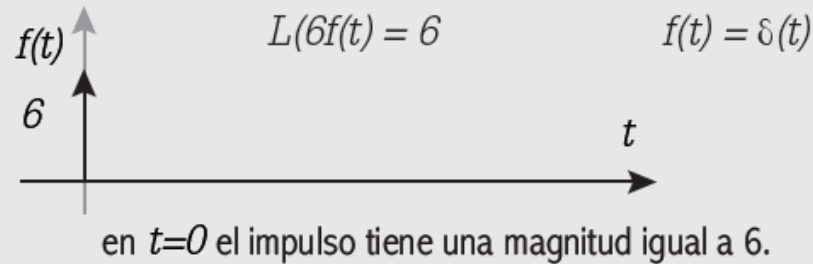 f(t) L(6f(t) = 6 f(t) = δ(t)
6
t
en t=0 el impulso tiene una magnitud igual a 6.